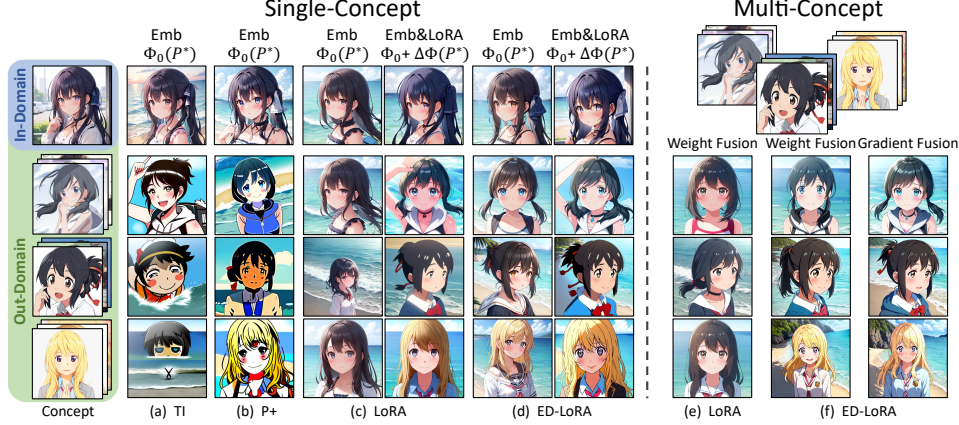 Single-Concept
Multi-Concept
Emb
Emb
Emb
Emb&LoRA
Emb
Emb&LoRA
Φ₀(P*)
Φ₀(P*)
Φ₀(P*)
Φ₀+ ΔΦ(P*)
Φ₀(P*)
Φ₀+ ΔΦ(P*)
In-Domain
Out-Domain
Weight Fusion
Weight Fusion
Gradient Fusion
Concept
(a) TI
(b) P+
(c) LoRA
(d) ED-LoRA
(e) LoRA
(f) ED-LoRA